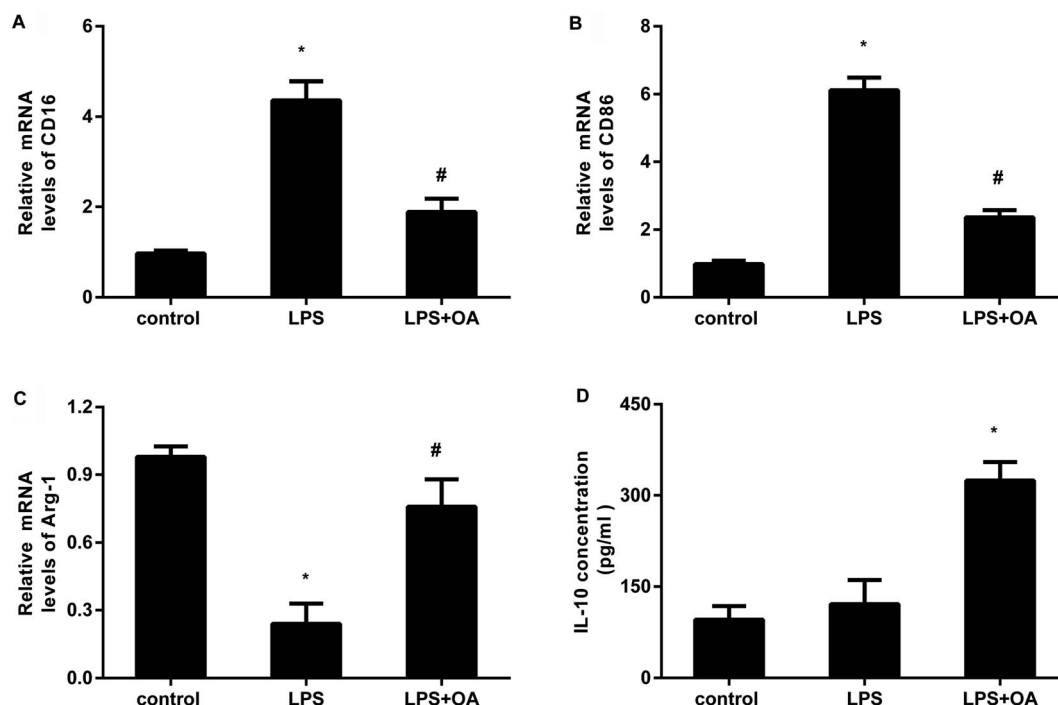 A
Relative mRNA
levels of CD16
6
4
2
0
*
#
control LPS LPS+OA
B
Relative mRNA
levels of CD86
8
6
4
2
0
*
#
control LPS LPS+OA
C
Relative mRNA
levels of Arg-1
1.2
0.9
0.6
0.3
0.0
*
#
control LPS LPS+OA
D
IL-10 concentration
(pg/ml )
450
300
150
0
*
control LPS LPS+OA